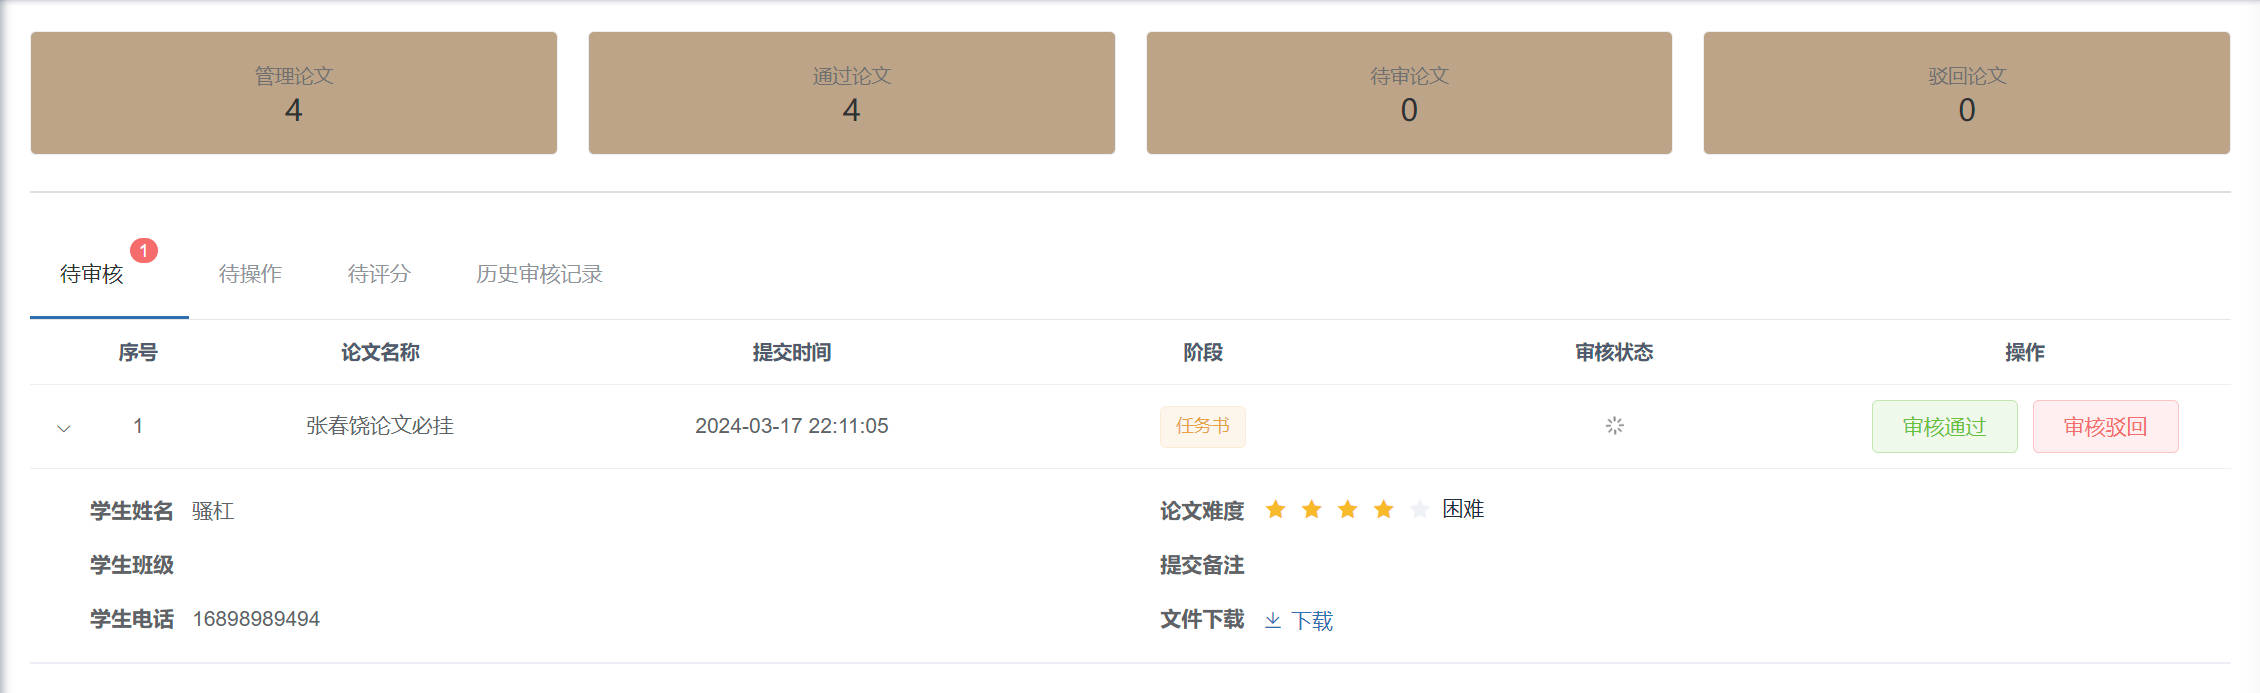 管理论文 通过论文 待审论文 驳回论文
4 4 0 0
待审核 1 待操作 待评分 历史审核记录
序号 论文名称 提交时间 阶段 审核状态 操作
1 张春饶论文必挂 2024-03-17 22:11:05 任务书 审核通过 审核驳回
学生姓名 骚杠 论文难度 困难
学生班级 提交备注
学生电话 16898989494 文件下载 下载